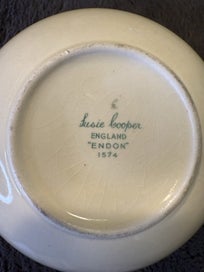 Susie Cooper
ENGLAND
"ENDON"
1574